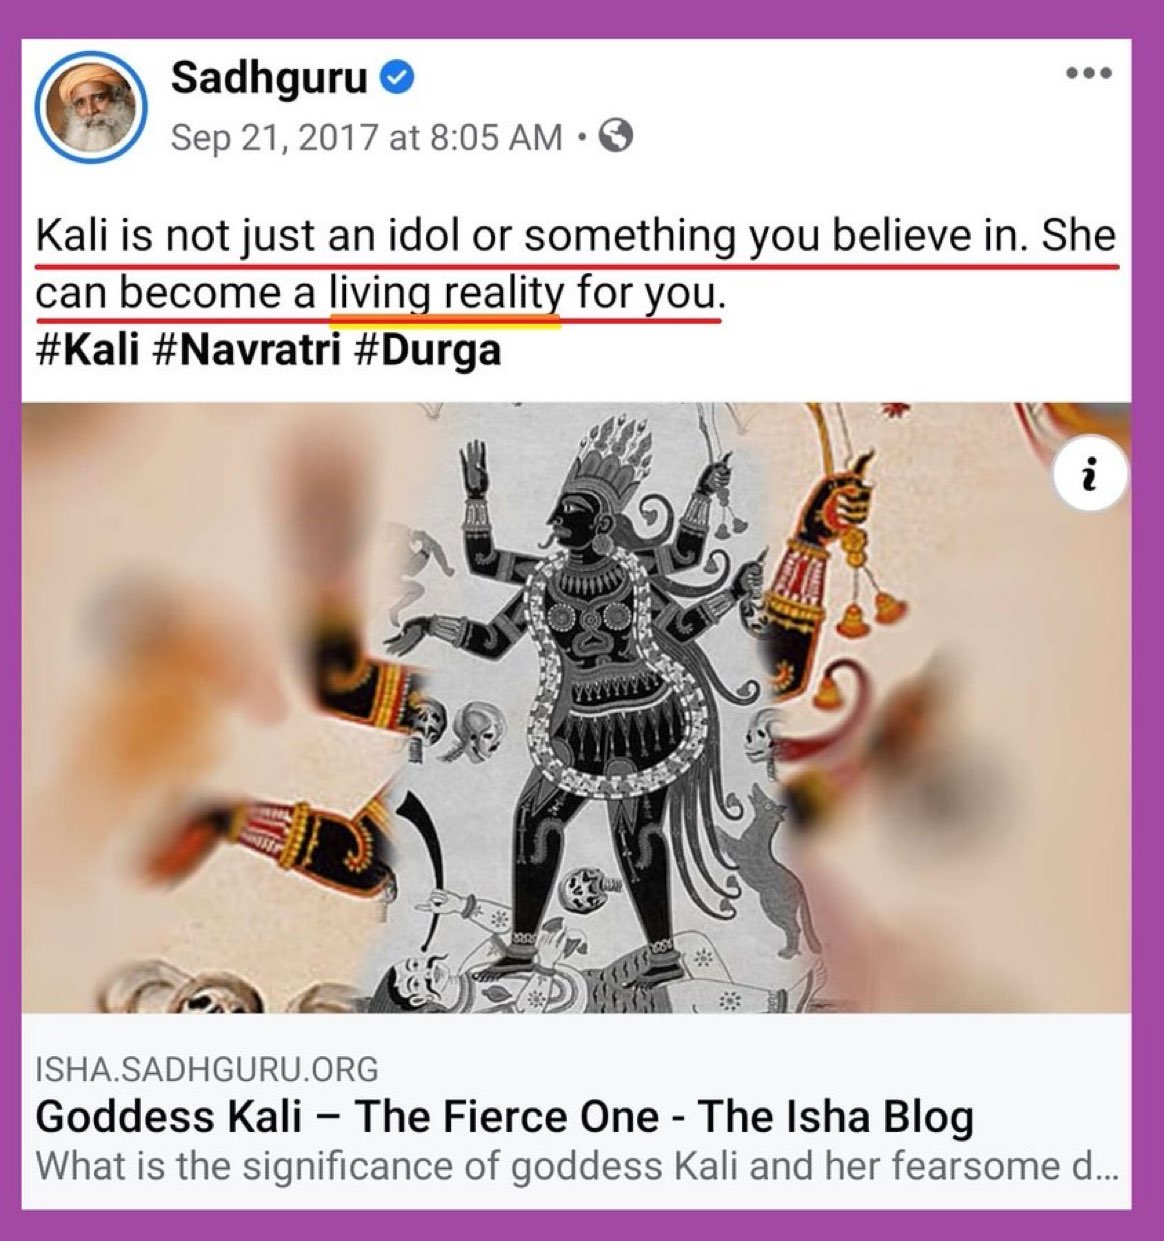 Sadhguru
Sep 21, 2017 at 8:05 AM •
Kali is not just an idol or something you believe in. She
can become a living reality for you.
#Kali #Navratri #Durga
i
ISHA.SADHGURU.ORG
Goddess Kali – The Fierce One - The Isha Blog
What is the significance of goddess Kali and her fearsome d...